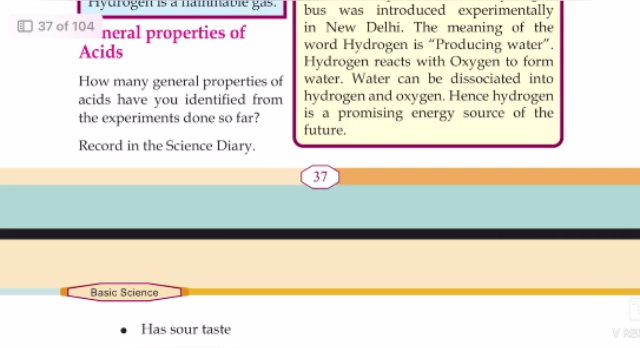 Hydrogen is a flammable gas.
37 of 104
neral properties of
Acids
How many general properties of
acids have you identified from
the experiments done so far?
Record in the Science Diary.
bus was introduced experimentally
in New Delhi. The meaning of the
word Hydrogen is “Producing water”.
Hydrogen reacts with Oxygen to form
water. Water can be dissociated into
hydrogen and oxygen. Hence hydrogen
is a promising energy source of the
future.
37
Basic Science
• Has sour taste